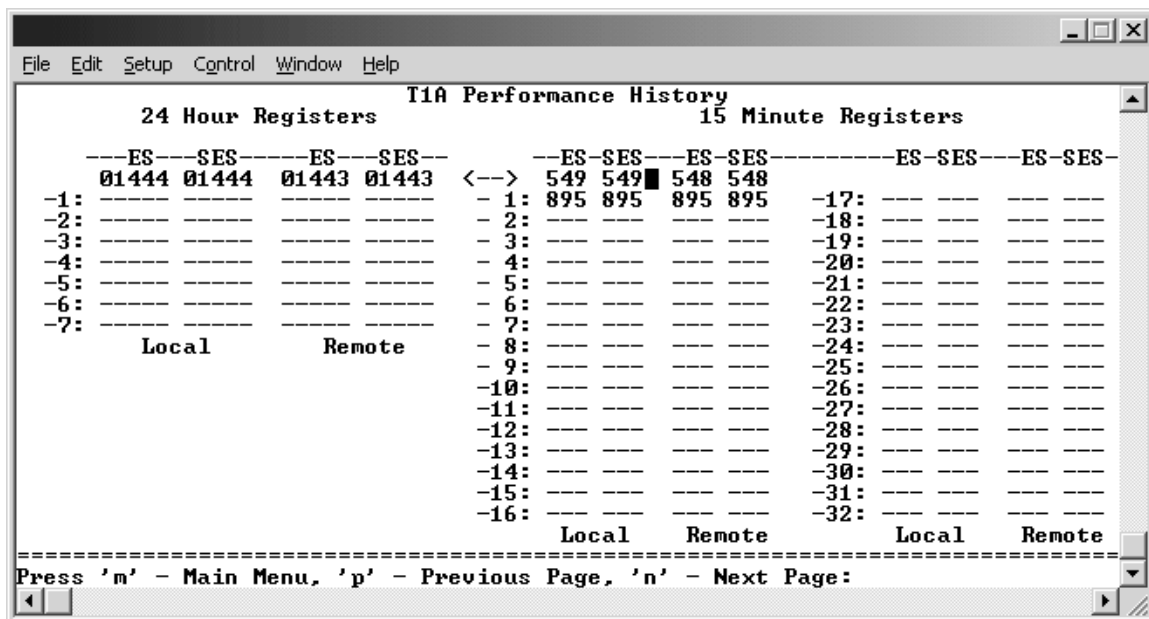 File Edit Setup Control Window Help
T1A Performance History
24 Hour Registers 15 Minute Registers
---ES---SES------ES---SES-- --ES-SES---ES-SES----------ES-SES---ES-SES-
01444 01444 01443 01443 <--> 549 549 548 548
-1: ----- ----- ----- ----- - 1: 895 895 895 895 -17: --- --- --- ---
-2: ----- ----- ----- ----- - 2: --- --- --- --- -18: --- --- --- ---
-3: ----- ----- ----- ----- - 3: --- --- --- --- -19: --- --- --- ---
-4: ----- ----- ----- ----- - 4: --- --- --- --- -20: --- --- --- ---
-5: ----- ----- ----- ----- - 5: --- --- --- --- -21: --- --- --- ---
-6: ----- ----- ----- ----- - 6: --- --- --- --- -22: --- --- --- ---
-7: ----- ----- ----- ----- - 7: --- --- --- --- -23: --- --- --- ---
Local Remote - 8: --- --- --- --- -24: --- --- --- ---
- 9: --- --- --- --- -25: --- --- --- ---
-10: --- --- --- --- -26: --- --- --- ---
-11: --- --- --- --- -27: --- --- --- ---
-12: --- --- --- --- -28: --- --- --- ---
-13: --- --- --- --- -29: --- --- --- ---
-14: --- --- --- --- -30: --- --- --- ---
-15: --- --- --- --- -31: --- --- --- ---
-16: --- --- --- --- -32: --- --- --- ---
Local Remote Local Remote
===============================================================================
Press 'm' - Main Menu, 'p' - Previous Page, 'n' - Next Page: